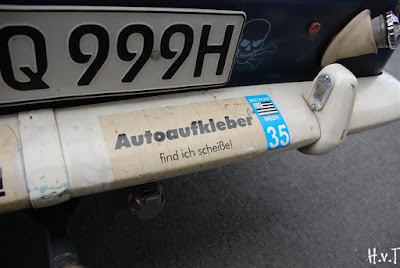 Q 999H
Autoaufkleber
find ich scheiße!
35
H.v.T